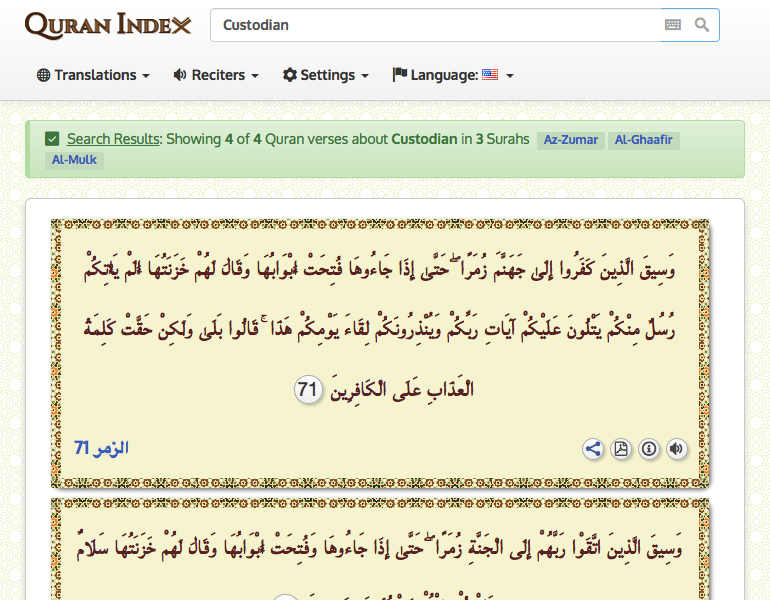 QURAN INDEX
Custodian
Translations Reciters Settings Language:
Search Results: Showing 4 of 4 Quran verses about Custodian in 3 Surahs Az-Zumar Al-Ghaafir
Al-Mulk
وَسِيقَ الَّذِينَ كَفَرُوا إِلَىٰ جَهَنَّمَ زُمَرًا ۖ حَتَّىٰ إِذَا جَاءُوهَا فُتِحَتْ أَبْوَابُهَا وَقَالَ لَهُمْ خَزَنَتُهَا أَلَمْ يَأْتِكُمْ
رُسُلٌ مِنْكُمْ يَتْلُونَ عَلَيْكُمْ آيَاتِ رَبِّكُمْ وَيُنْذِرُونَكُمْ لِقَاءَ يَوْمِكُمْ هَٰذَا ۚ قَالُوا بَلَىٰ وَلَٰكِنْ حَقَّتْ كَلِمَةُ
الْعَذَابِ عَلَى الْكَافِرِينَ 71
الزمر 71
وَسِيقَ الَّذِينَ اتَّقَوْا رَبَّهُمْ إِلَى الْجَنَّةِ زُمَرًا ۖ حَتَّىٰ إِذَا جَاءُوهَا وَفُتِحَتْ أَبْوَابُهَا وَقَالَ لَهُمْ خَزَنَتُهَا سَلَامٌ